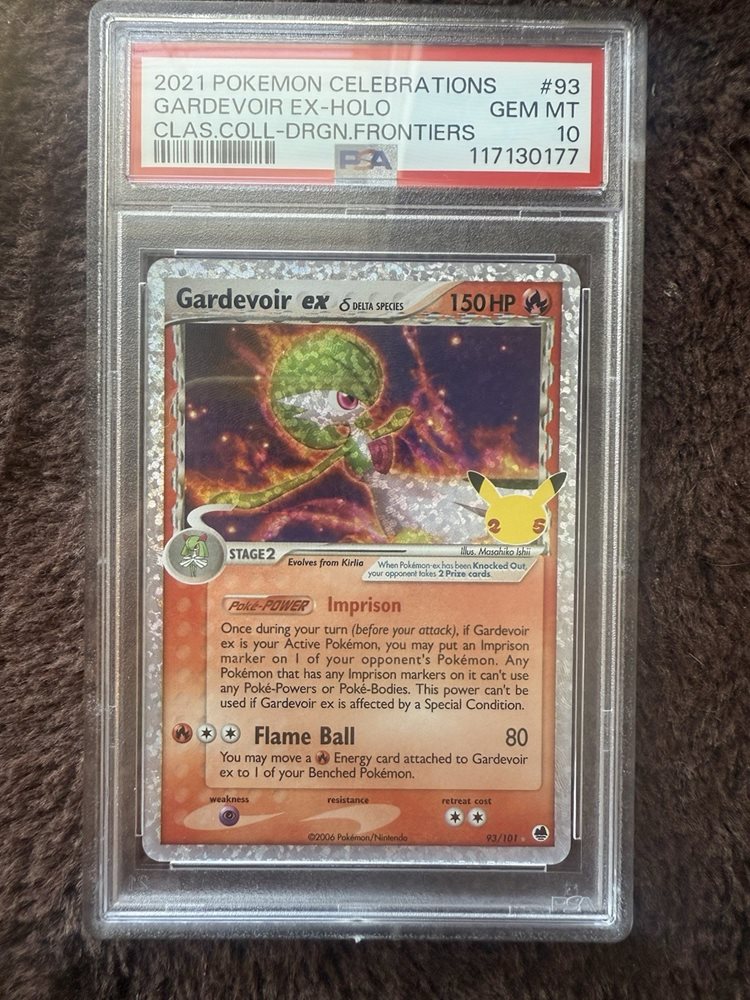 2021 POKEMON CELEBRATIONS #93
GARDEVOIR EX-HOLO GEM MT
CLAS.COLL-DRGN.FRONTIERS 10
PSA 117130177
Gardevoir ex δ DELTA SPECIES 150 HP
25
Illus. Masahiko Ishii
STAGE2
Evolves from Kirlia
When Pokémon-ex has been Knocked Out,
your opponent takes 2 Prize cards.
Poké-POWER Imprison
Once during your turn (before your attack), if Gardevoir
ex is your Active Pokémon, you may put an Imprison
marker on 1 of your opponent's Pokémon. Any
Pokémon that has any Imprison markers on it can't use
any Poké-Powers or Poké-Bodies. This power can't be
used if Gardevoir ex is affected by a Special Condition.
Flame Ball 80
You may move a Energy card attached to Gardevoir
ex to 1 of your Benched Pokémon.
weakness resistance retreat cost
©2006 Pokémon/Nintendo 93/101
PSA